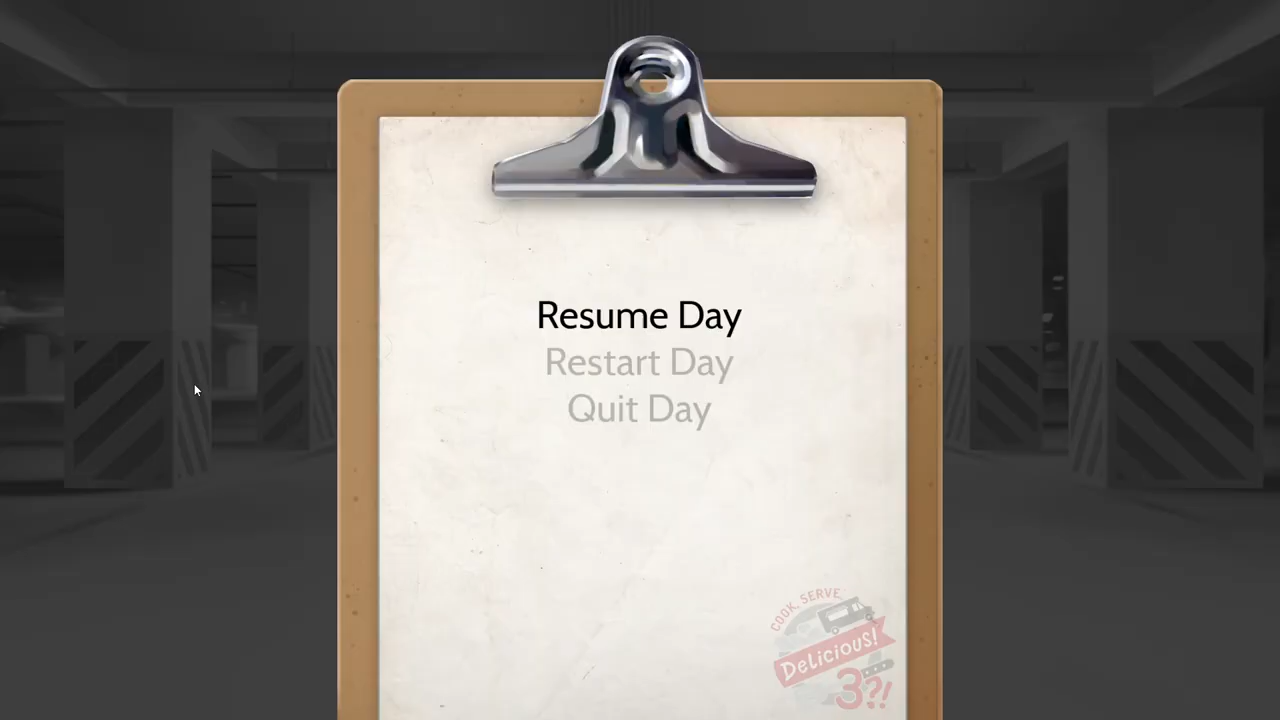 Resume Day
Restart Day
Quit Day
COOK, SERVE,
Delicious!
3?!